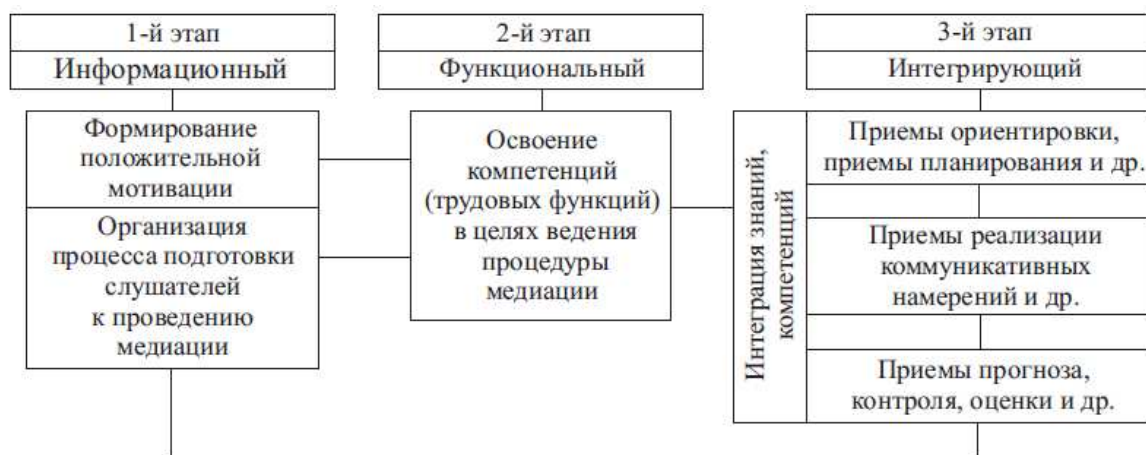 1-й этап
Информационный
Формирование
положительной
мотивации
Организация
процесса подготовки
слушателей
к проведению
медиации
2-й этап
Функциональный
Освоение
компетенций
(трудовых функций)
в целях ведения
процедуры
медиации
3-й этап
Интегрирующий
Интеграция знаний,
компетенций
Приемы ориентировки,
приемы планирования и др.
Приемы реализации
коммуникативных
намерений и др.
Приемы прогноза,
контроля, оценки и др.